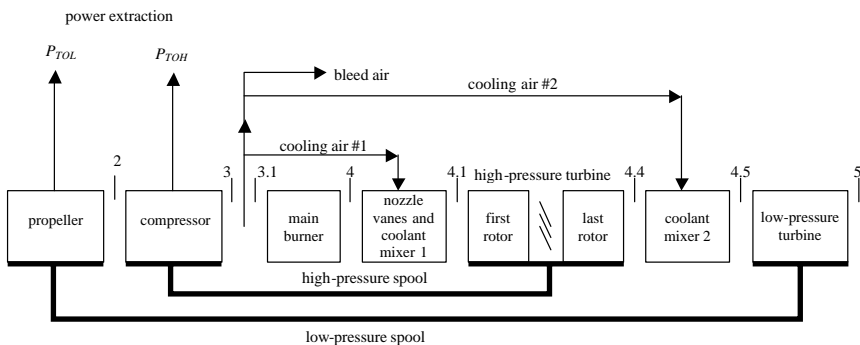 power extraction
P_TOL
P_TOH
bleed air
cooling air #2
cooling air #1
2
3
3.1
4
4.1
high-pressure turbine
4.4
4.5
5
propeller
compressor
main
burner
nozzle
vanes and
coolant
mixer 1
first
rotor
last
rotor
coolant
mixer 2
low-pressure
turbine
high-pressure spool
low-pressure spool